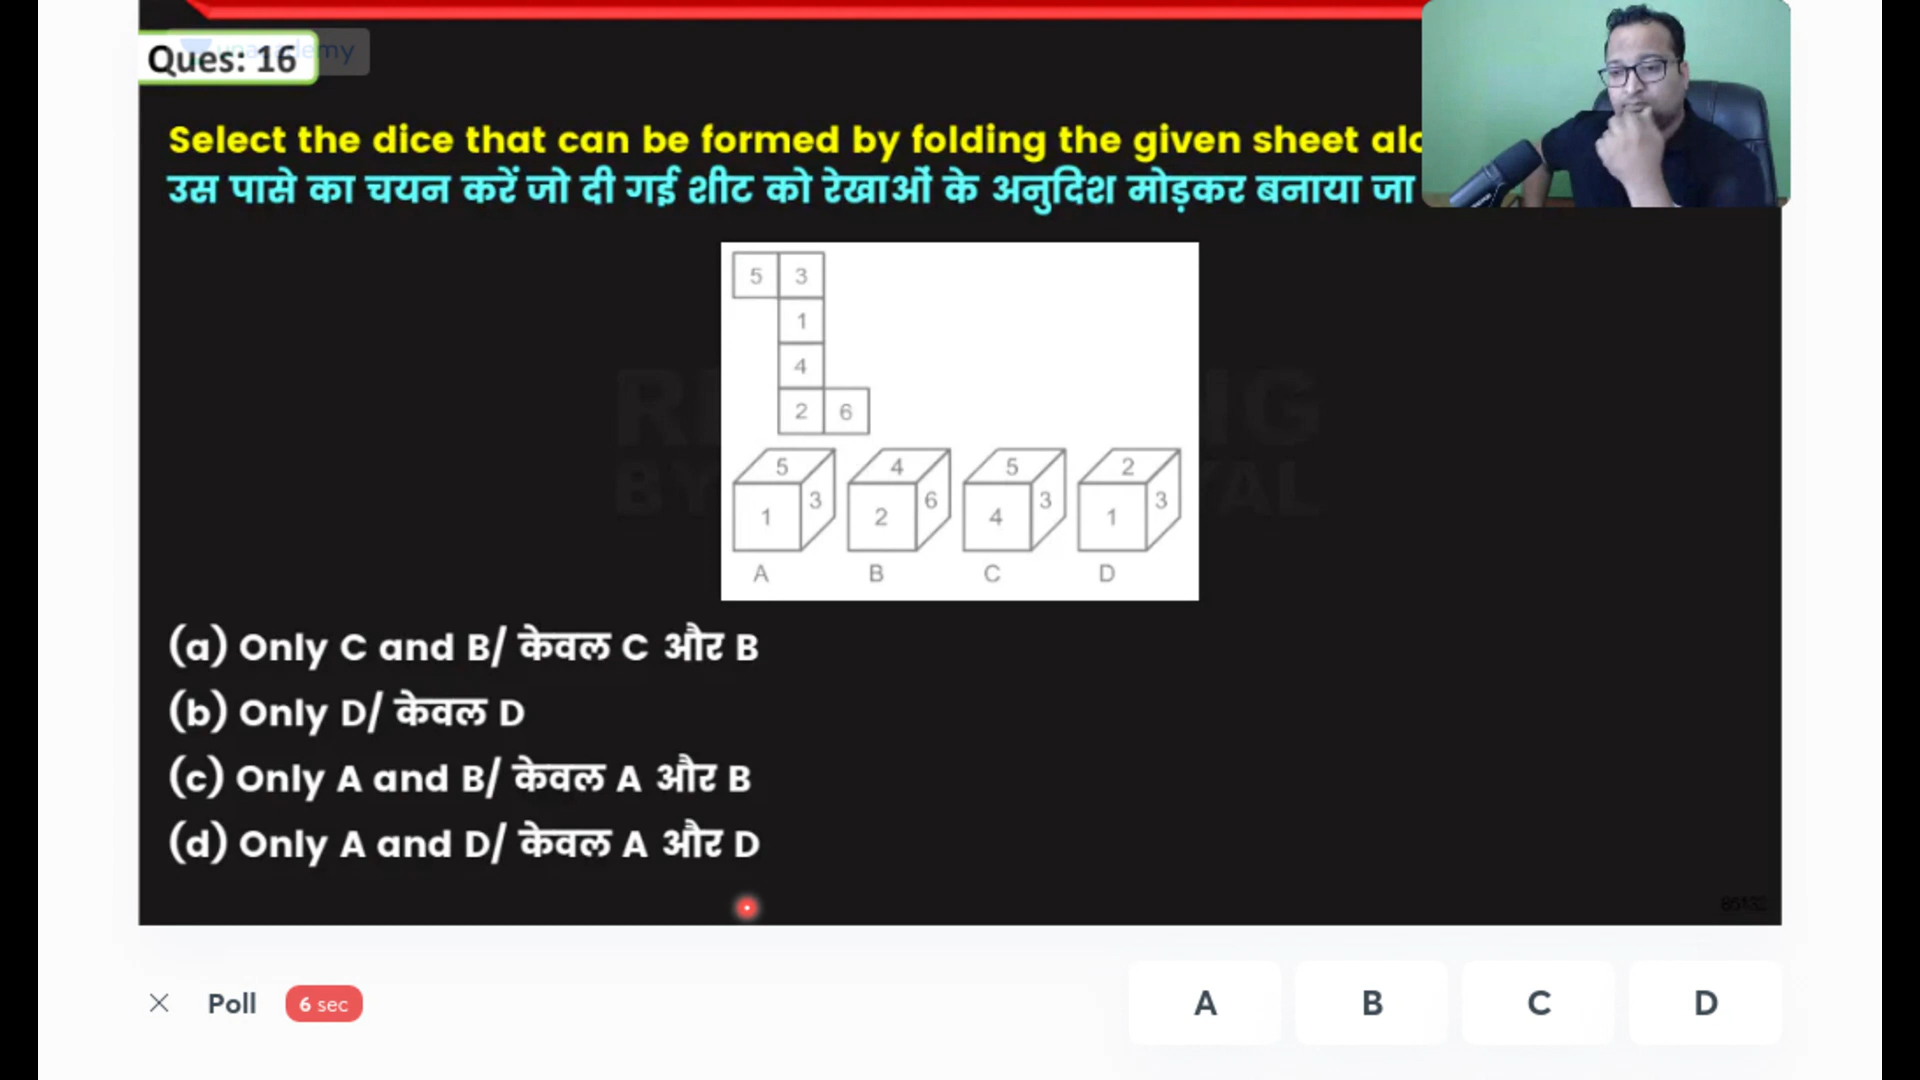 Ques: 16
Select the dice that can be formed by folding the given sheet alo
उस पासे का चयन करें जो दी गई शीट को रेखाओं के अनुदिश मोड़कर बनाया जा
5 3
1
4
2 6
5 4 5 2
1 3 2 6 4 3 1 3
A B C D
(a) Only C and B/ केवल C और B
(b) Only D/ केवल D
(c) Only A and B/ केवल A और B
(d) Only A and D/ केवल A और D
Poll 6 sec A B C D